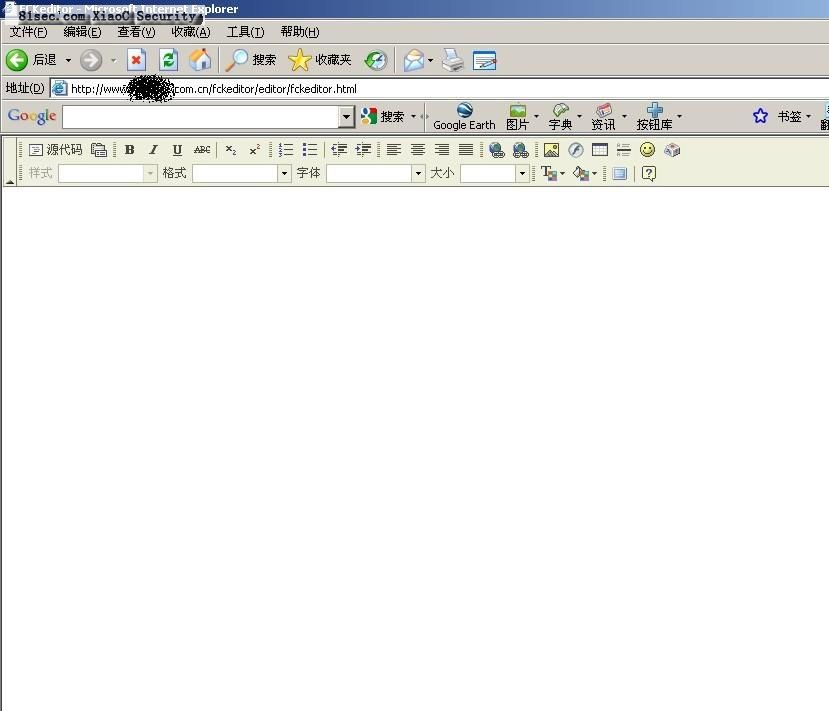 FCKeditor - Microsoft Internet Explorer
81sec.com XiaoC Security
文件(F) 编辑(E) 查看(V) 收藏(A) 工具(T) 帮助(H)
后退 搜索 收藏夹
地址(D) http://www .com.cn/fckeditor/editor/fckeditor.html
Google 搜索 Google Earth 图片 字典 资讯 按钮库 书签
源代码 B I U ABC x₂ x²
样式 格式 字体 大小